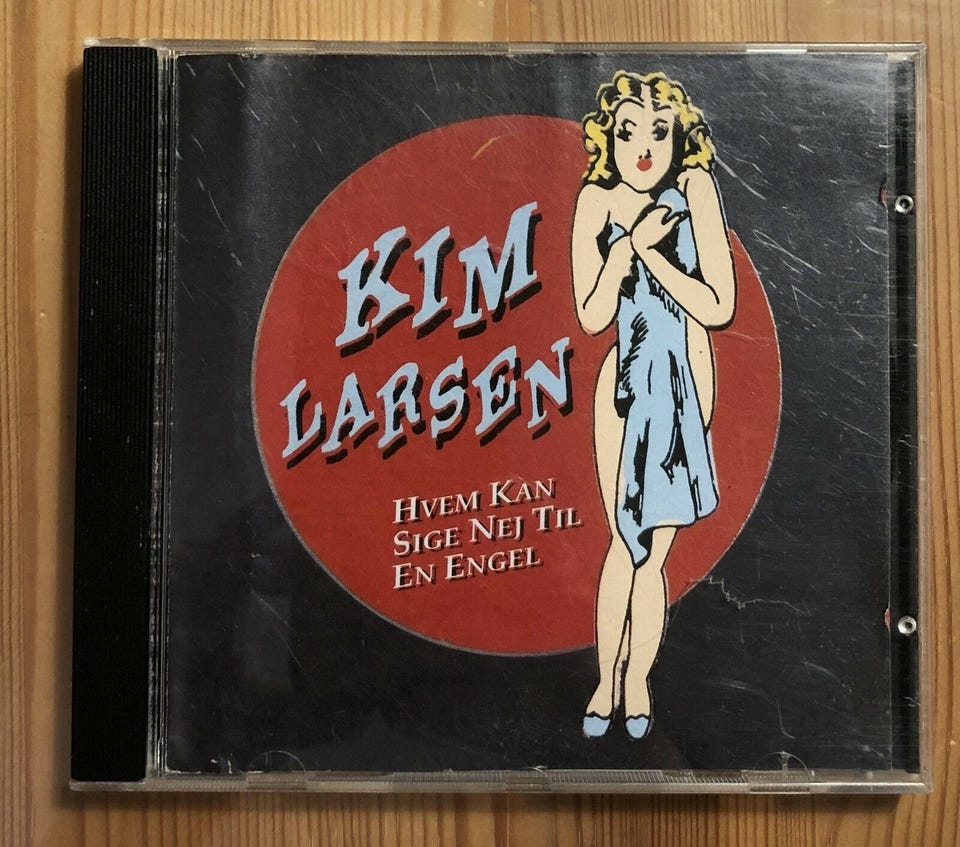 KIM
LARSEN
HVEM KAN
SIGE NEJ TIL
EN ENGEL